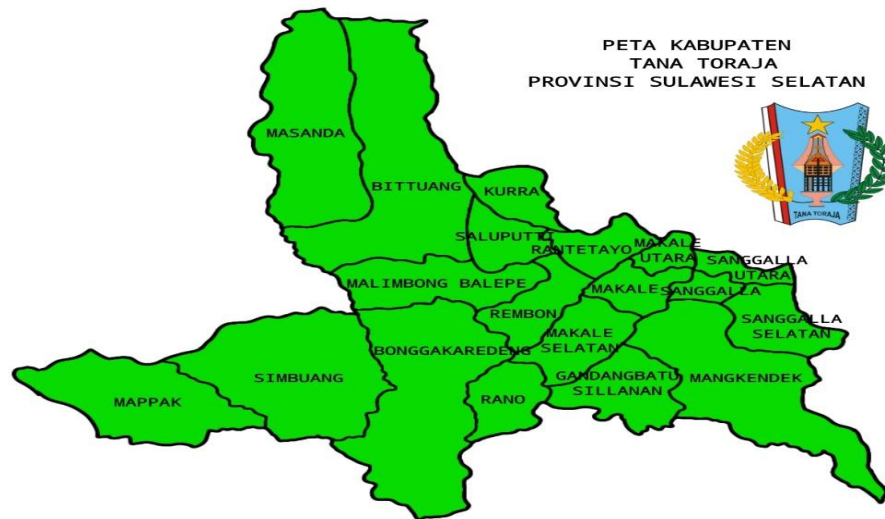 PETA KABUPATEN
TANA TORAJA
PROVINSI SULAWESI SELATAN
TANA TORAJA
MASANDA
BITTUANG
KURRA
SALUPUTTI
RANTETAYO
MAKALE
UTARA
SANGGALLA
UTARA
MALIMBONG BALEPE
MAKALE
SANGGALLA
REMBON
MAKALE
SELATAN
SANGGALLA
SELATAN
BONGGAKAREDENG
SIMBUANG
GANDANGBATU
SILLANAN
MANGKENDEK
MAPPAK
RANO